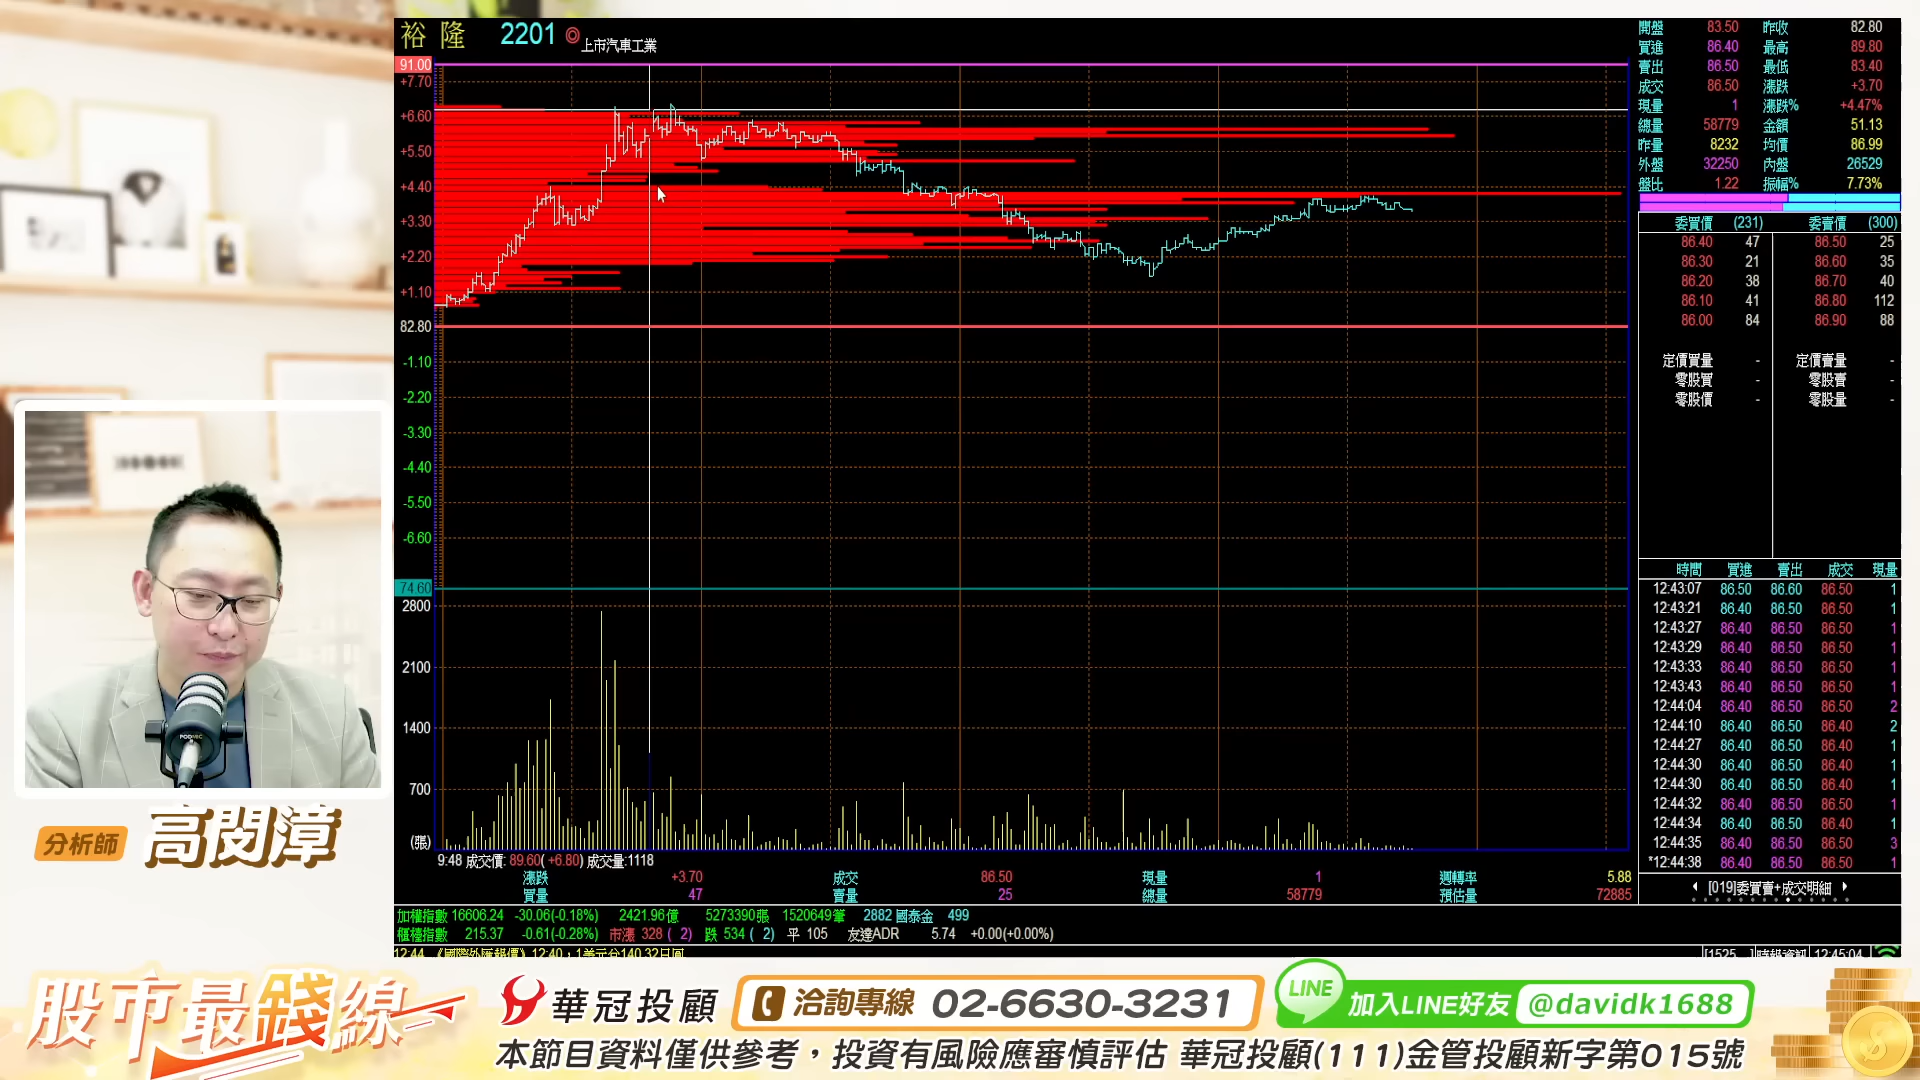 裕隆 2201 ◎ 上市汽車工業
91.00
+7.70
+6.60
+5.50
+4.40
+3.30
+2.20
+1.10
82.80
-1.10
-2.20
-3.30
-4.40
-5.50
-6.60
74.60
2800
2100
1400
700
(張)
9:48 成交價: 89.60( +6.80) 成交量:1118
漲跌 +3.70 成交 86.50 現量 1 週轉率 5.88
買量 47 賣量 25 總量 58779 預估量 72885
加權指數 16606.24 -30.06(-0.18%) 2421.96億 5273390張 1520649筆 2882 國泰金 499
櫃檯指數 215.37 -0.61(-0.28%) 市漲 328 ( 2) 跌 534 ( 2) 平 105 友達ADR 5.74 +0.00(+0.00%)
12:44 《國際外匯報價》12:40，1美元兌140.32日圓
12:45:04
開盤 83.50 昨收 82.80
買進 86.40 最高 89.80
賣出 86.50 最低 83.40
成交 86.50 漲跌 +3.70
現量 1 漲跌% +4.47%
總量 58779 金額 51.13
昨量 8232 均價 86.99
外盤 32250 內盤 26529
盤比 1.22 振幅% 7.73%
委買價 (231) 委賣價 (300)
86.40 47 86.50 25
86.30 21 86.60 35
86.20 38 86.70 40
86.10 41 86.80 112
86.00 84 86.90 88
定價買量 - 定價賣量 -
零股買 - 零股賣 -
零股價 - 零股量 -
時間 買進 賣出 成交 現量
12:43:07 86.50 86.60 86.50 1
12:43:21 86.40 86.50 86.50 1
12:43:27 86.40 86.50 86.50 1
12:43:29 86.40 86.50 86.50 1
12:43:33 86.40 86.50 86.50 1
12:43:43 86.40 86.50 86.50 1
12:44:04 86.40 86.50 86.50 2
12:44:10 86.40 86.50 86.40 2
12:44:27 86.40 86.50 86.40 1
12:44:30 86.40 86.50 86.40 1
12:44:30 86.40 86.50 86.40 1
12:44:32 86.40 86.50 86.50 1
12:44:34 86.40 86.50 86.40 1
12:44:35 86.40 86.50 86.50 3
*12:44:38 86.40 86.50 86.50 1
[019]委買賣+成交明細
PODMIC
分析師 高閔漳
股市最錢線
華冠投顧 洽詢專線 02-6630-3231
LINE 加入LINE好友 @davidk1688
本節目資料僅供參考，投資有風險應審慎評估 華冠投顧(111)金管投顧新字第015號